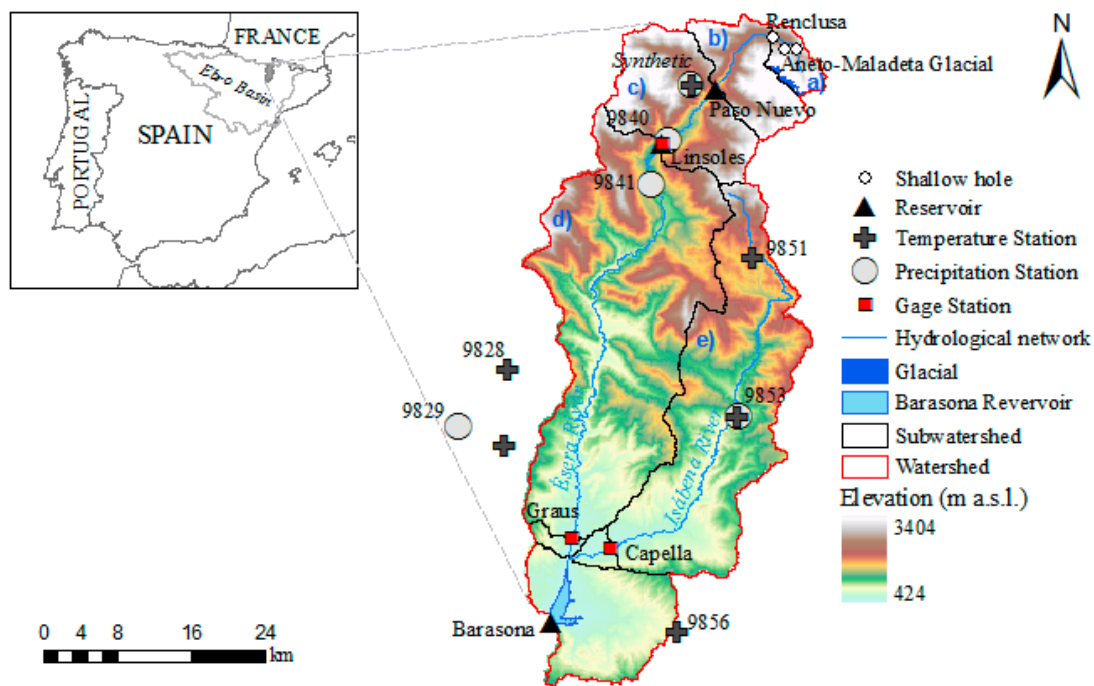 FRANCE
Ebro Basin
PORTUGAL
SPAIN
Renclusa
b)
Synthetic
Aneto-Maladeta Glacial
a)
c)
Paso Nuevo
9840
Linsoles
9841
d)
9851
e)
9828
9853
9829
Ésera River
Isábena River
Graus
Capella
Barasona
9856
0 4 8 16 24
km
N
Shallow hole
Reservoir
Temperature Station
Precipitation Station
Gage Station
Hydrological network
Glacial
Barasona Revervoir
Subwatershed
Watershed
Elevation (m a.s.l.)
3404
424